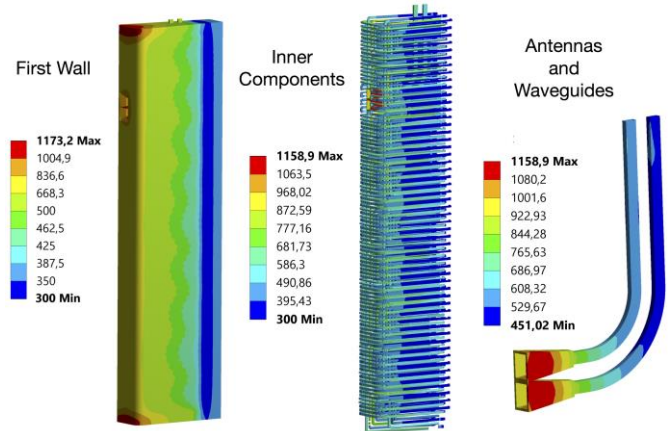 First Wall
1173,2 Max
1004,9
836,6
668,3
500
462,5
425
387,5
350
300 Min
Inner
Components
1158,9 Max
1063,5
968,02
872,59
777,16
681,73
586,3
490,86
395,43
300 Min
Antennas
and
Waveguides
1158,9 Max
1080,2
1001,6
922,93
844,28
765,63
686,97
608,32
529,67
451,02 Min